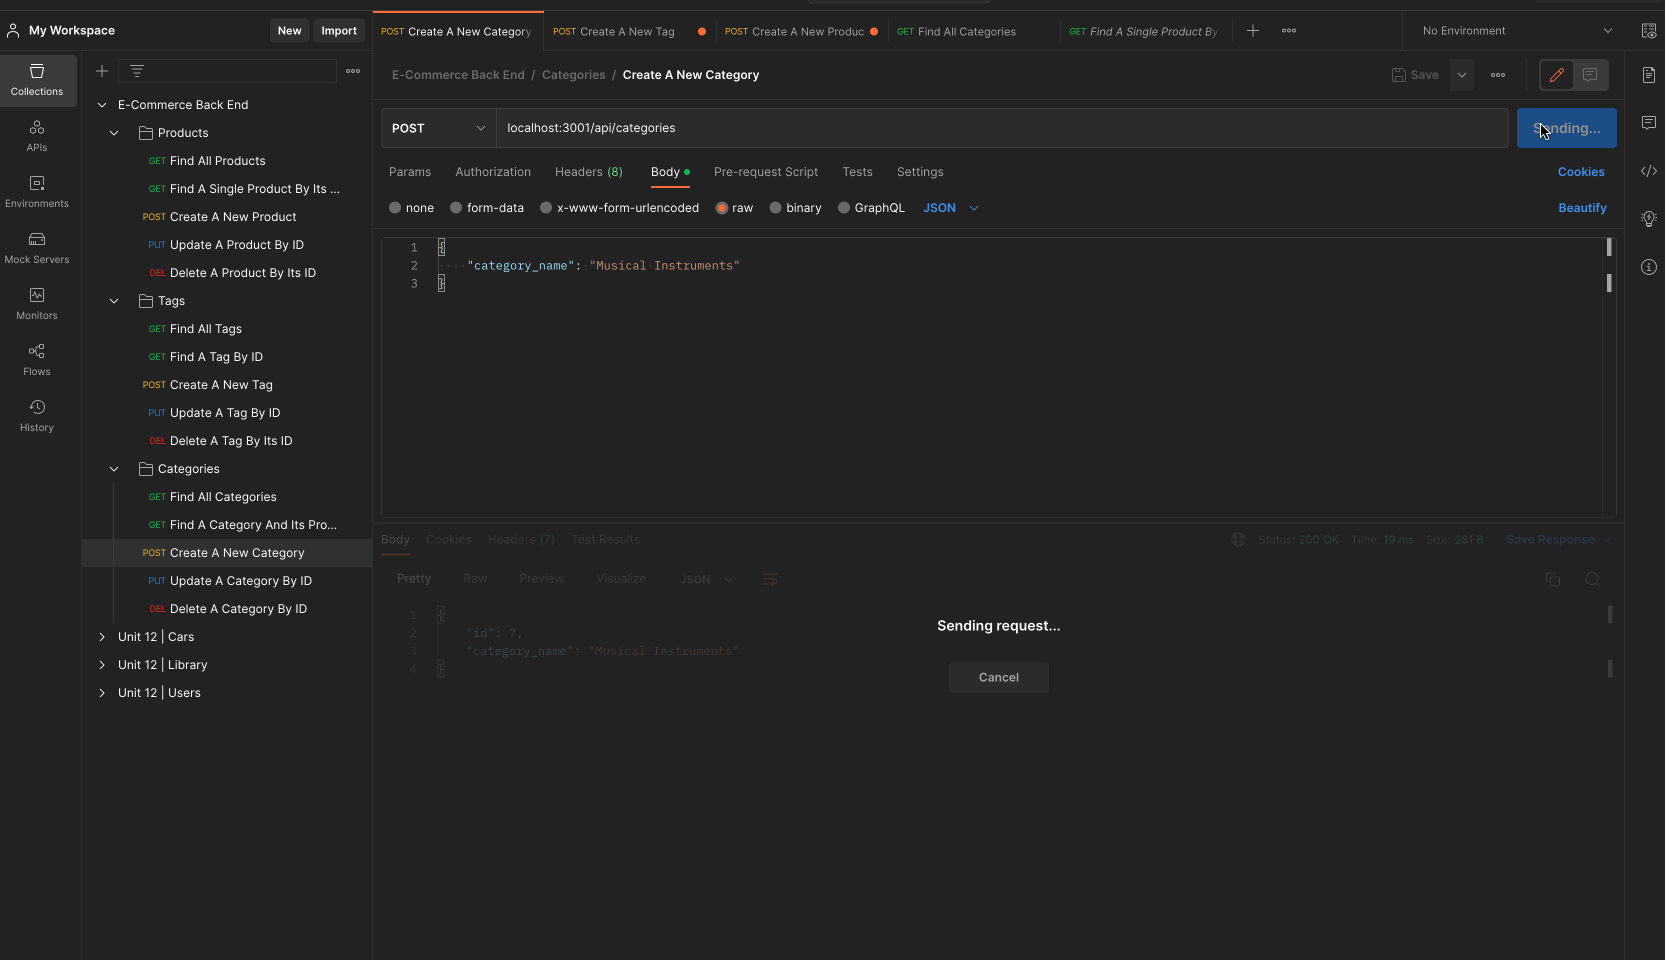 My Workspace
New
Import
POST Create A New Category
POST Create A New Tag
POST Create A New Produc
GET Find All Categories
GET Find A Single Product By
No Environment
Collections
APIs
Environments
Mock Servers
Monitors
Flows
History
E-Commerce Back End
Products
GET Find All Products
GET Find A Single Product By Its ...
POST Create A New Product
PUT Update A Product By ID
DEL Delete A Product By Its ID
Tags
GET Find All Tags
GET Find A Tag By ID
POST Create A New Tag
PUT Update A Tag By ID
DEL Delete A Tag By Its ID
Categories
GET Find All Categories
GET Find A Category And Its Pro...
POST Create A New Category
PUT Update A Category By ID
DEL Delete A Category By ID
Unit 12 | Cars
Unit 12 | Library
Unit 12 | Users
E-Commerce Back End / Categories / Create A New Category
Save
POST
localhost:3001/api/categories
Sending...
Params
Authorization
Headers (8)
Body
Pre-request Script
Tests
Settings
Cookies
none
form-data
x-www-form-urlencoded
raw
binary
GraphQL
JSON
Beautify
1 {
2 "category_name": "Musical Instruments"
3 }
Body
Cookies
Headers (7)
Test Results
Status: 200 OK Time: 19 ms Size: 281 B
Save Response
Pretty
Raw
Preview
Visualize
JSON
1 {
2 "id": 7,
3 "category_name": "Musical Instruments"
4 }
Sending request...
Cancel